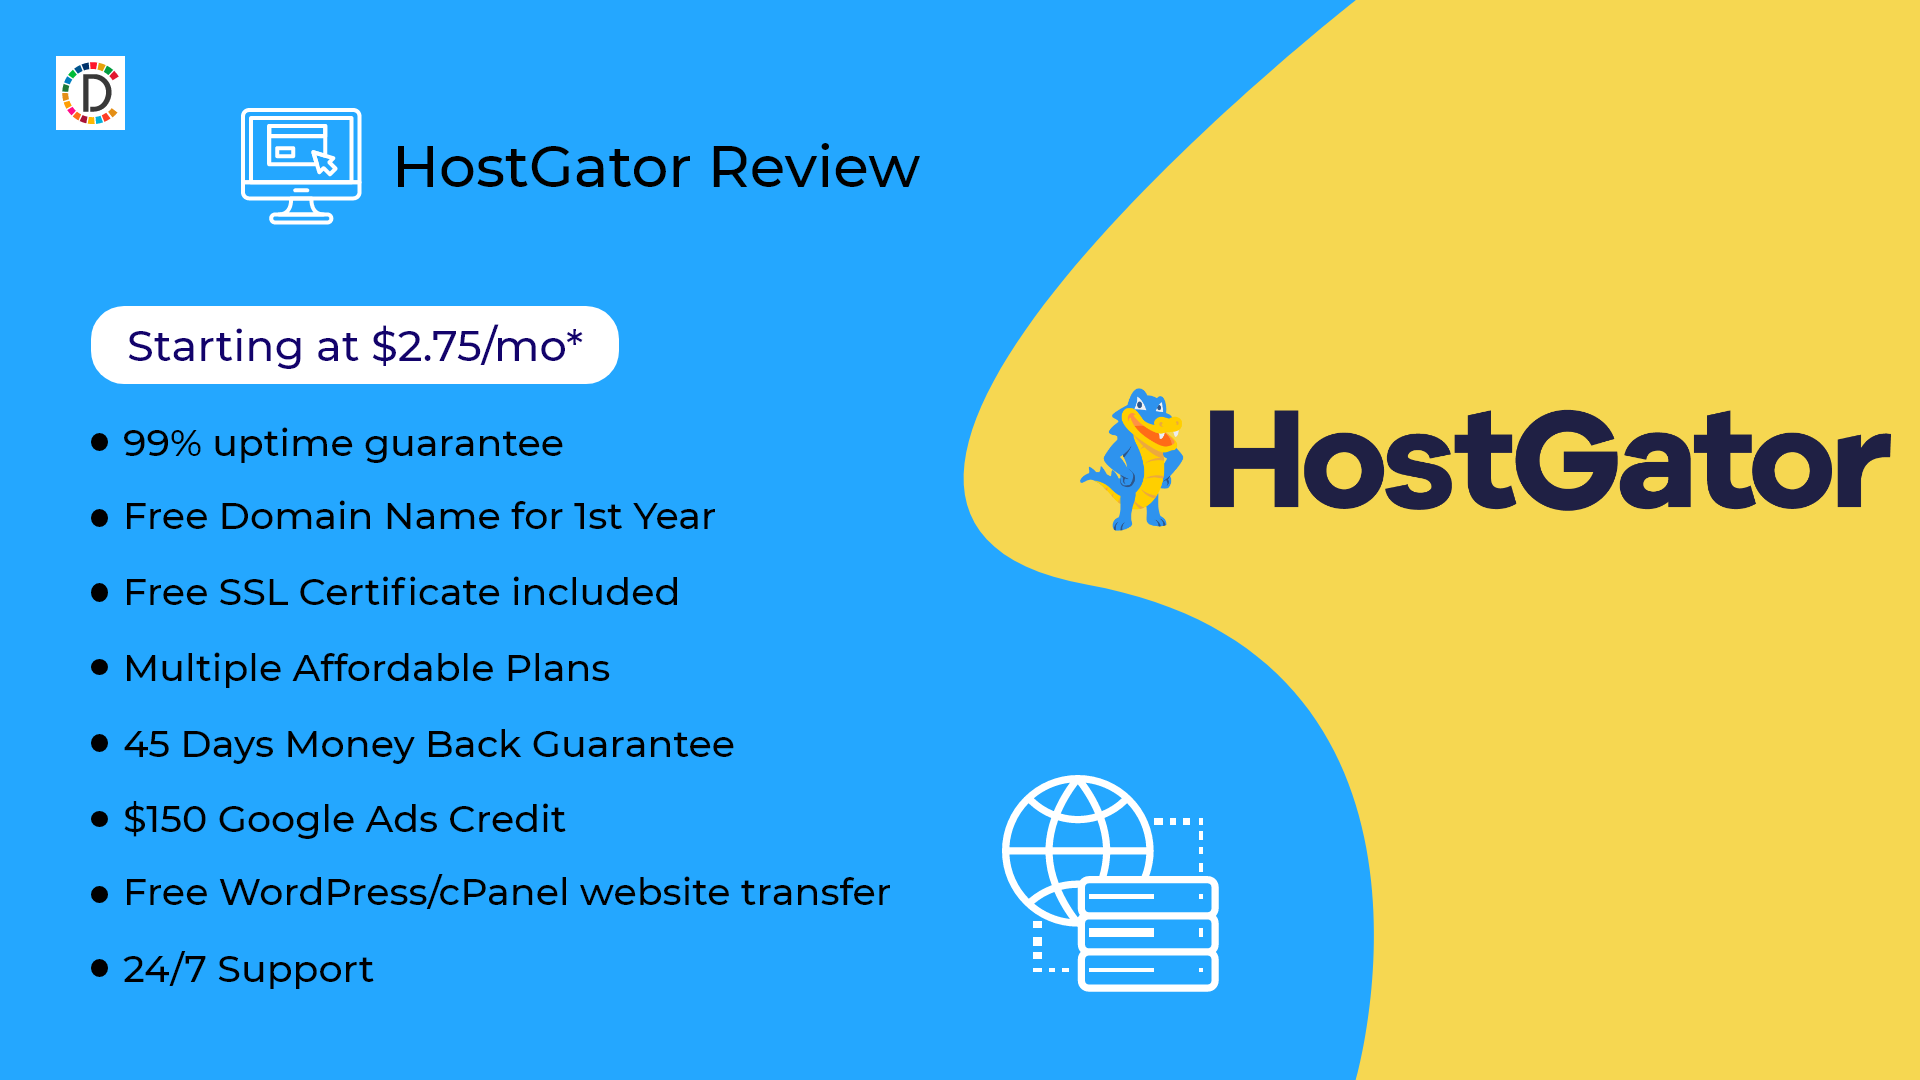 DC
HostGator Review
Starting at $2.75/mo*
99% uptime guarantee
Free Domain Name for 1st Year
Free SSL Certificate included
Multiple Affordable Plans
45 Days Money Back Guarantee
$150 Google Ads Credit
Free WordPress/cPanel website transfer
24/7 Support
HostGator